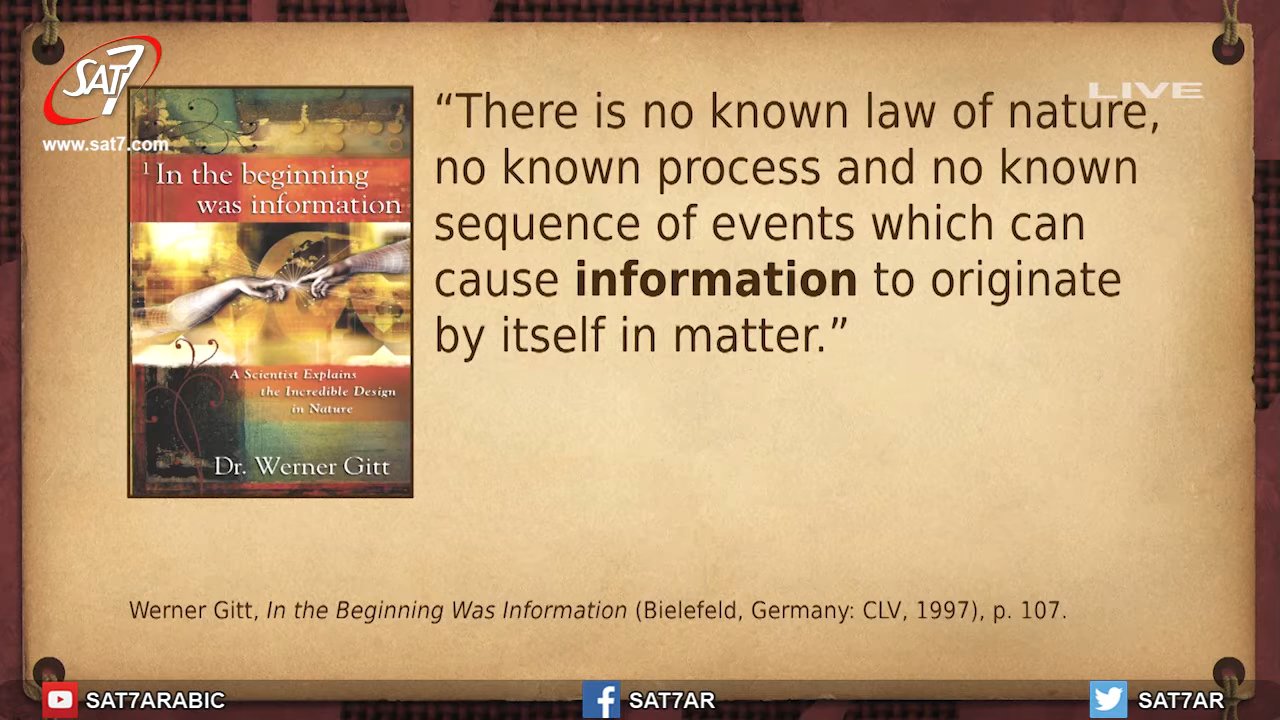 SAT7
www.sat7.com
LIVE
1 In the beginning
was information
A Scientist Explains
the Incredible Design
in Nature
Dr. Werner Gitt
“There is no known law of nature,
no known process and no known
sequence of events which can
cause information to originate
by itself in matter.”
Werner Gitt, In the Beginning Was Information (Bielefeld, Germany: CLV, 1997), p. 107.
SAT7ARABIC
SAT7AR
SAT7AR